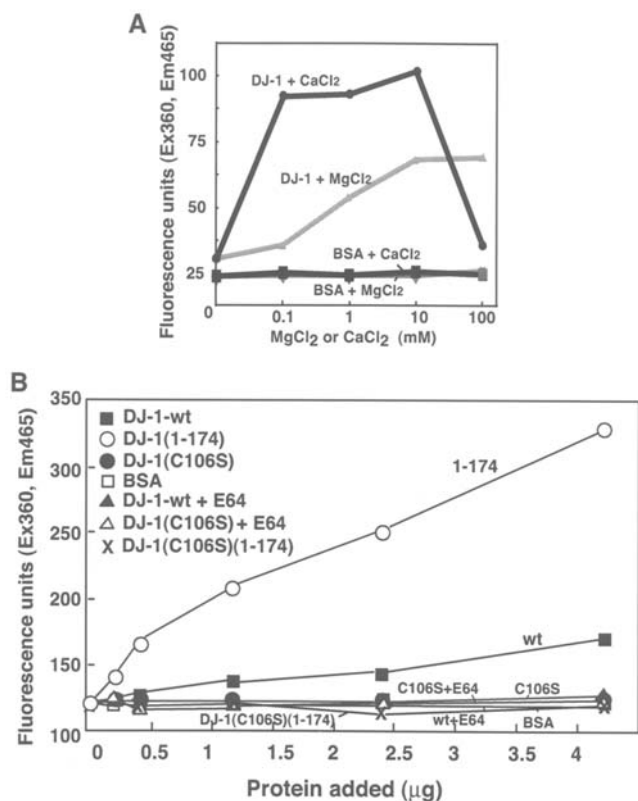 A
Fluorescence units (Ex360, Em465)
100
75
50
25
0
DJ-1 + CaCl2
DJ-1 + MgCl2
BSA + CaCl2
BSA + MgCl2
0.1
1
10
100
MgCl2 or CaCl2 (mM)
B
Fluorescence units (Ex360, Em465)
350
300
250
200
150
100
DJ-1-wt
DJ-1(1-174)
DJ-1(C106S)
BSA
DJ-1-wt + E64
DJ-1(C106S) + E64
DJ-1(C106S)(1-174)
1-174
wt
C106S+E64
C106S
DJ-1(C106S)(1-174)
wt+E64
BSA
0
0.5
1
1.5
2
2.5
3
3.5
4
Protein added (μg)